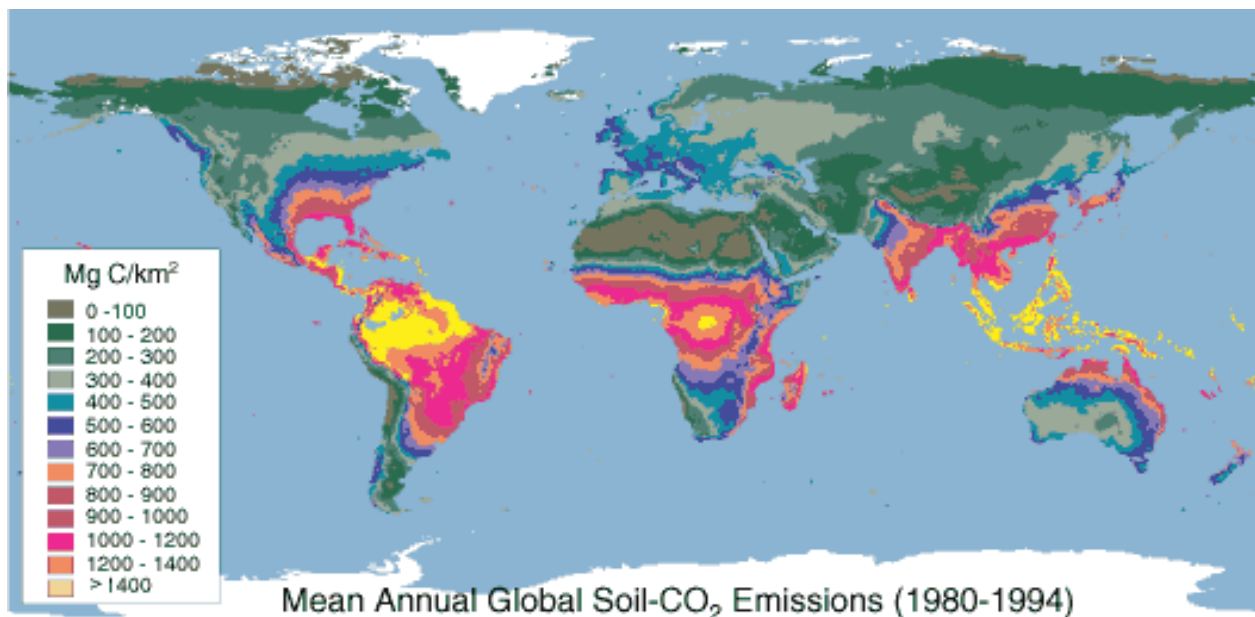 Mg C/km²
0 -100
100 - 200
200 - 300
300 - 400
400 - 500
500 - 600
600 - 700
700 - 800
800 - 900
900 - 1000
1000 - 1200
1200 - 1400
>1400
Mean Annual Global Soil-CO₂ Emissions (1980-1994)